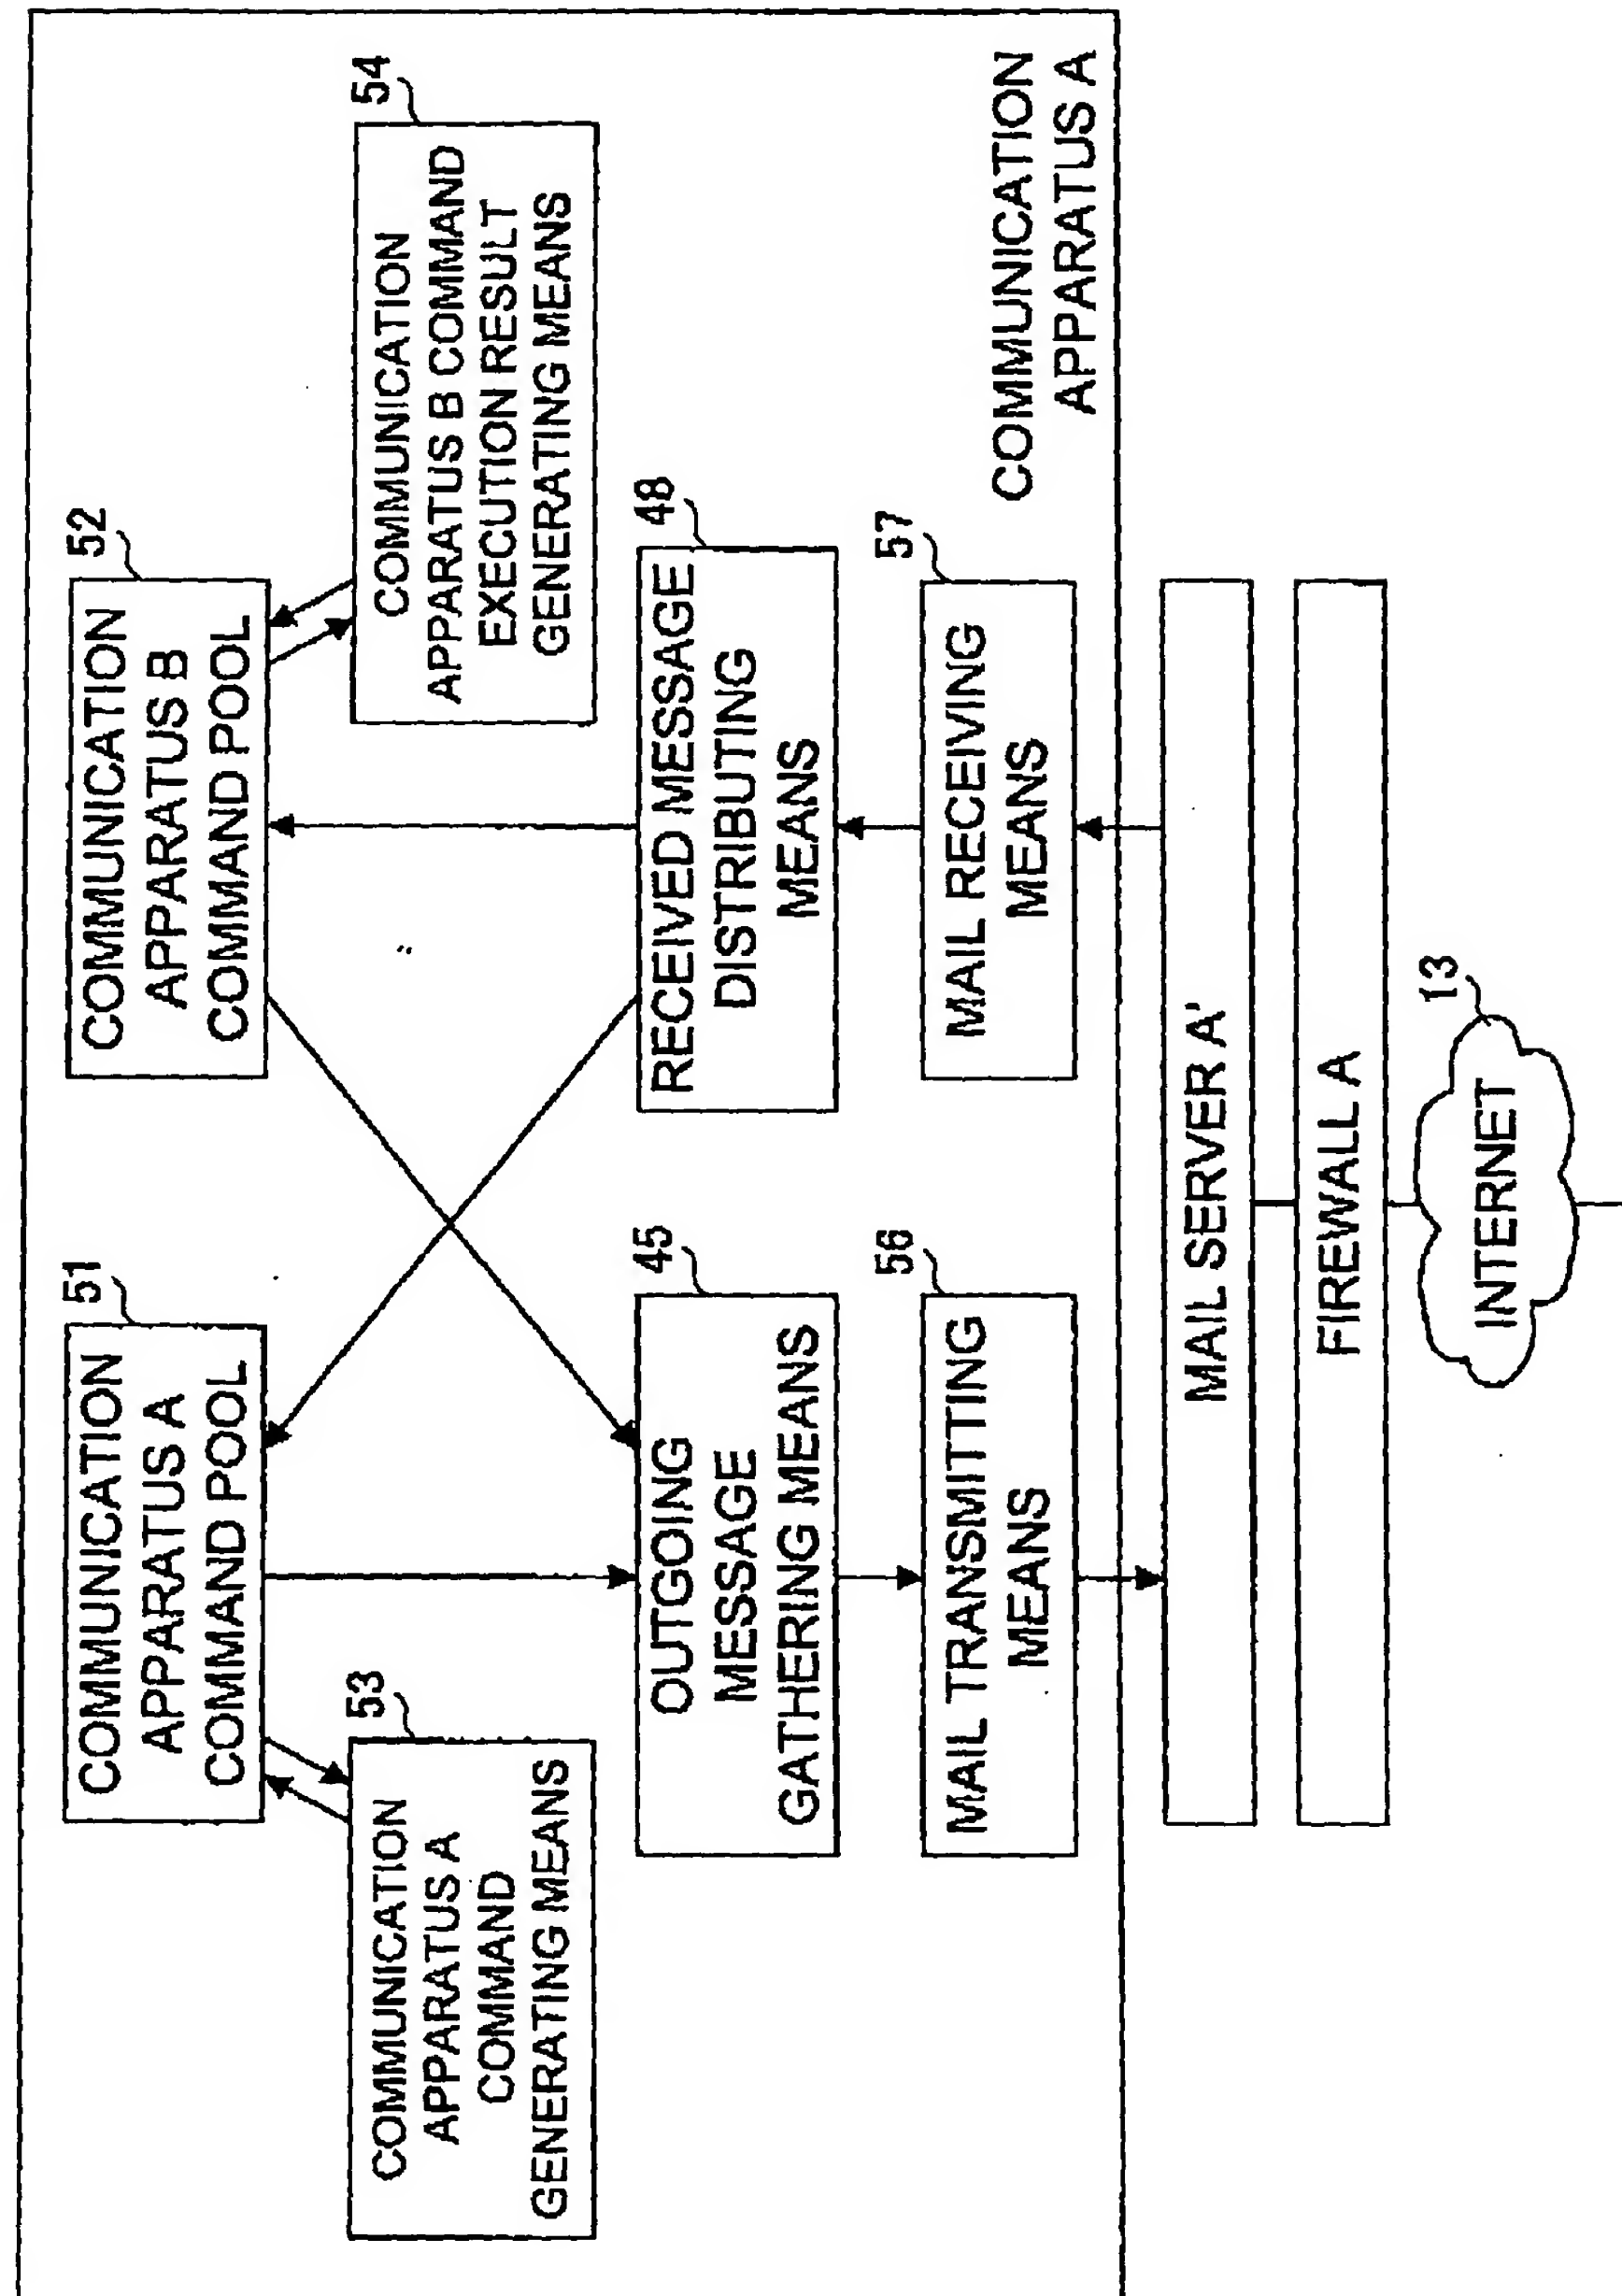 51
COMMUNICATION
APPARATUS A
COMMAND POOL
52
COMMUNICATION
APPARATUS B
COMMAND POOL
53
COMMUNICATION
APPARATUS A
COMMAND
GENERATING MEANS
54
COMMUNICATION
APPARATUS B COMMAND
EXECUTION RESULT
GENERATING MEANS
45
OUTGOING
MESSAGE
GATHERING MEANS
48
RECEIVED MESSAGE
DISTRIBUTING
MEANS
56
MAIL TRANSMITTING
MEANS
57
MAIL RECEIVING
MEANS
COMMUNICATION
APPARATUS A
MAIL SERVER A'
FIREWALL A
13
INTERNET